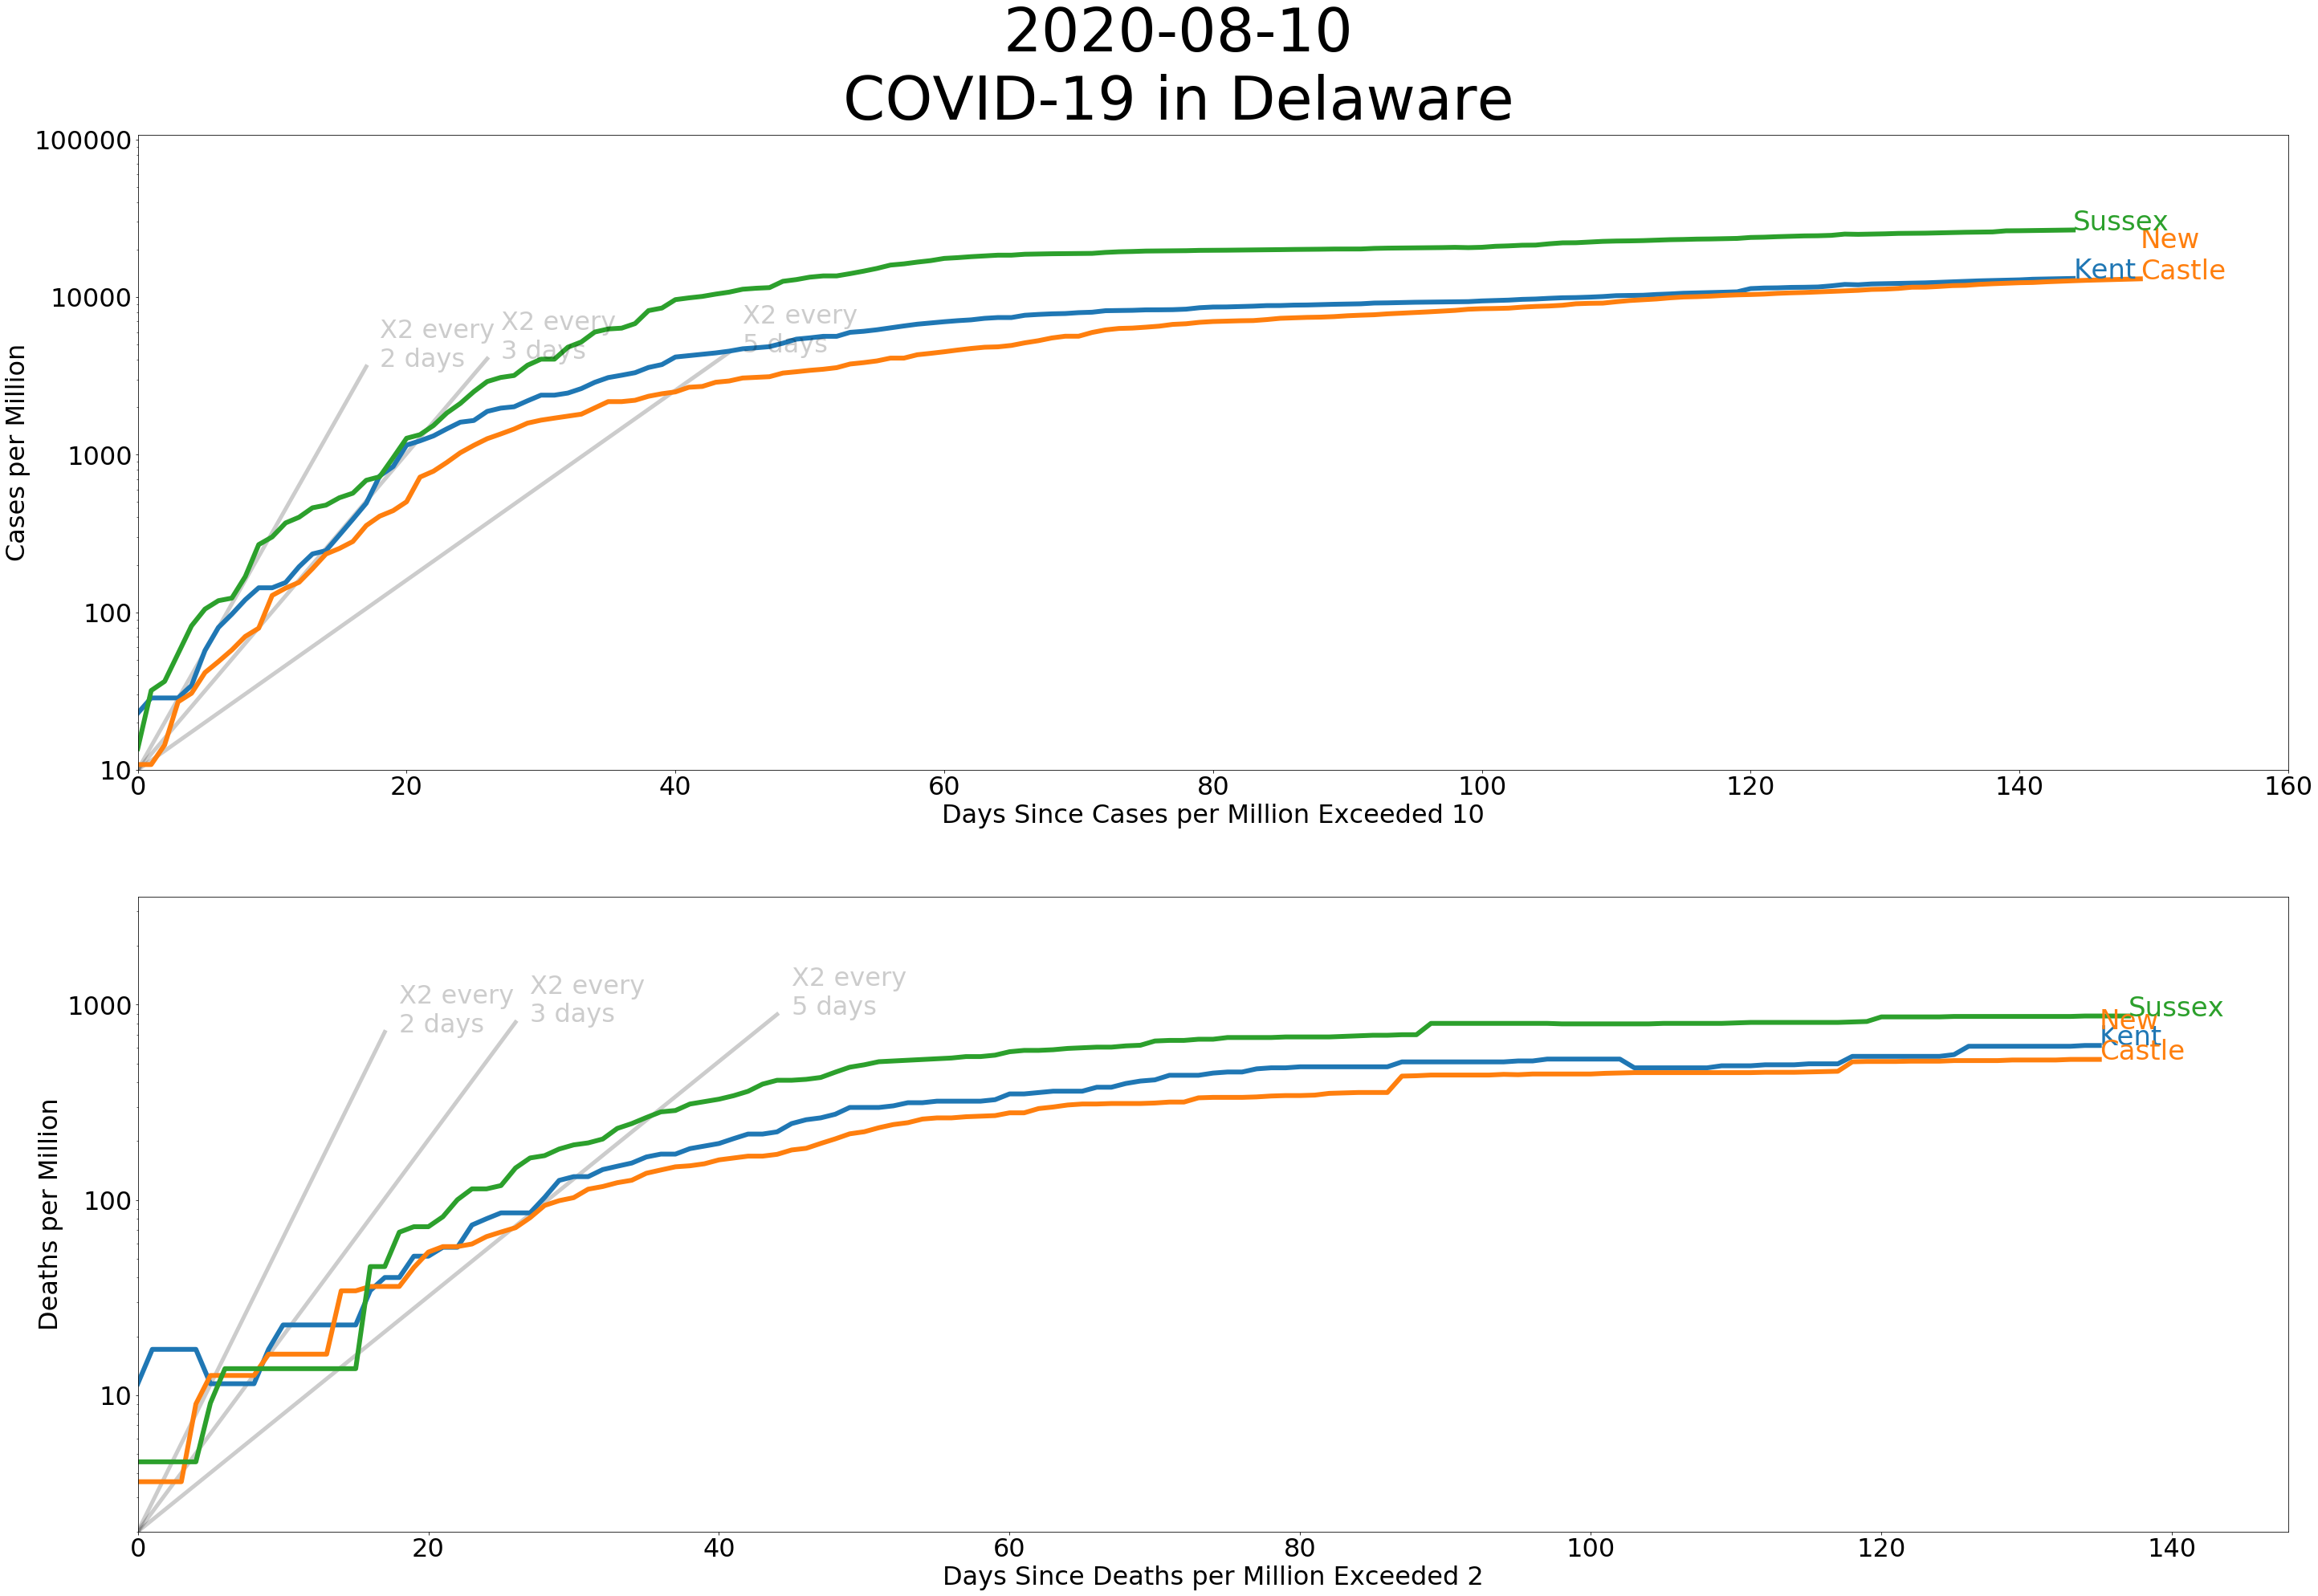 2020-08-10
COVID-19 in Delaware
100000
10000
1000
100
10
Cases per Million
X2 every
2 days
X2 every
3 days
X2 every
5 days
Sussex
New
Castle
Kent
0 20 40 60 80 100 120 140 160
Days Since Cases per Million Exceeded 10
1000
100
10
Deaths per Million
X2 every
2 days
X2 every
3 days
X2 every
5 days
Sussex
New
Castle
Kent
0 20 40 60 80 100 120 140
Days Since Deaths per Million Exceeded 2